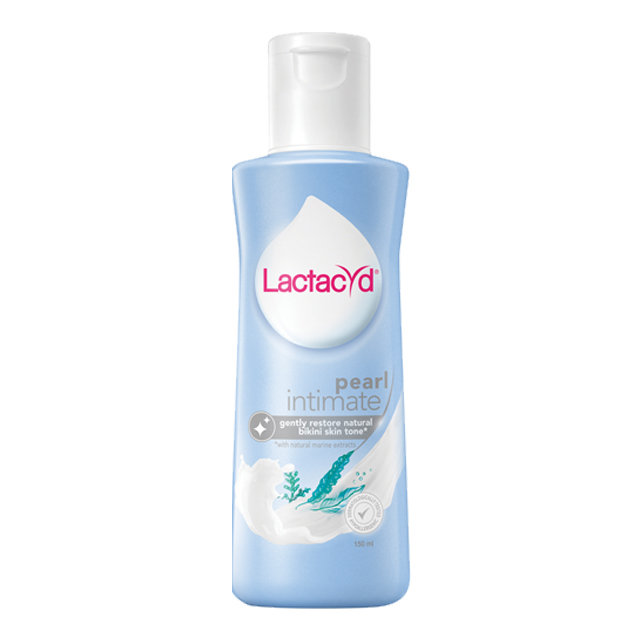 Lactacyd®
pearl
intimate
gently restore natural
bikini skin tone*
*with natural marine extracts
150 ml